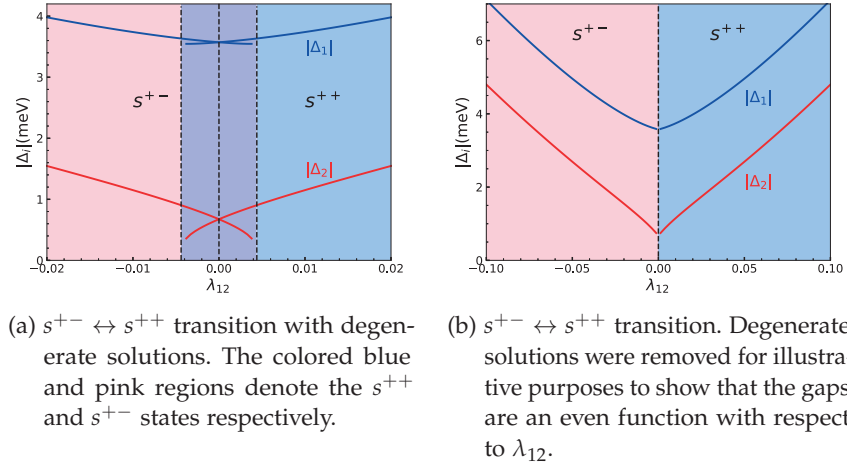 4
3
2
1
0
|Δᵢ|(meV)
s⁺⁻
s⁺⁺
|Δ₁|
|Δ₂|
−0.02 −0.01 0.00 0.01 0.02
λ₁₂
6
4
2
0
|Δᵢ|(meV)
s⁺⁻
s⁺⁺
|Δ₁|
|Δ₂|
−0.10 −0.05 0.00 0.05 0.10
λ₁₂
(a) s⁺⁻ ↔ s⁺⁺ transition with degen-
erate solutions. The colored blue
and pink regions denote the s⁺⁺
and s⁺⁻ states respectively.
(b) s⁺⁻ ↔ s⁺⁺ transition. Degenerate
solutions were removed for illustra-
tive purposes to show that the gaps
are an even function with respect
to λ₁₂.